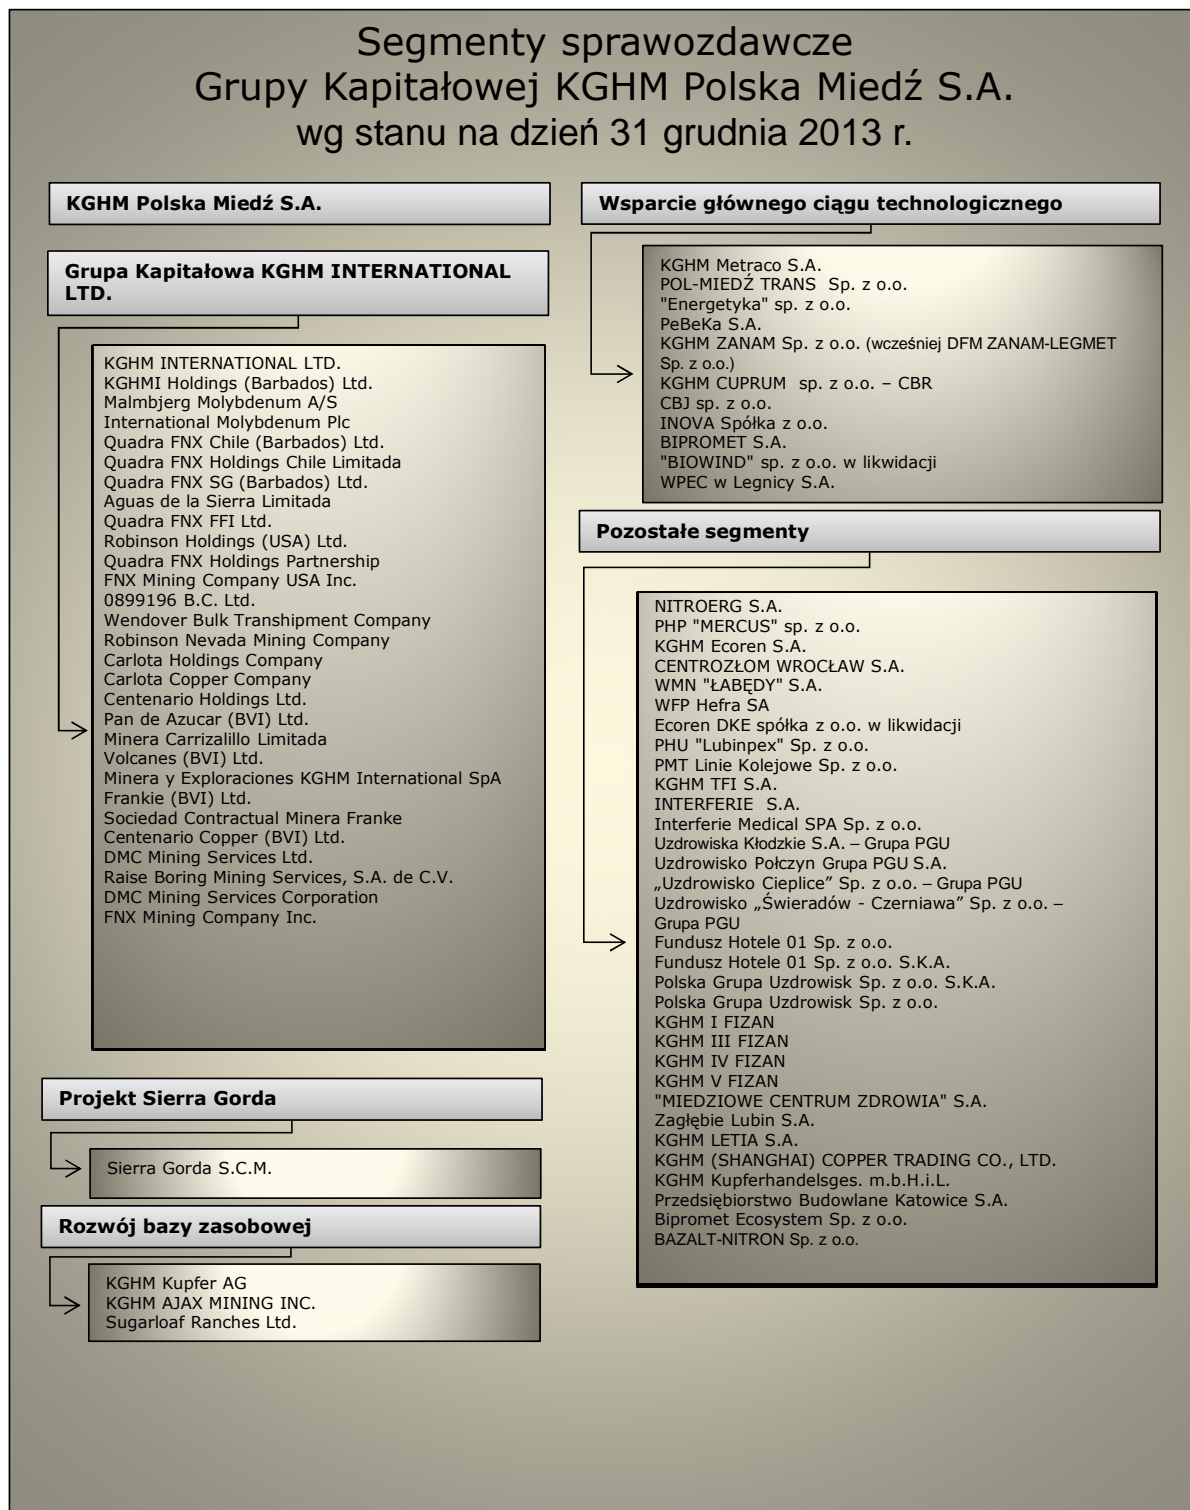 Segmenty sprawozdawcze
Grupy Kapitałowej KGHM Polska Miedź S.A.
wg stanu na dzień 31 grudnia 2013 r.
KGHM Polska Miedź S.A.
Grupa Kapitałowa KGHM INTERNATIONAL
LTD.
KGHM INTERNATIONAL LTD.
KGHMI Holdings (Barbados) Ltd.
Malmbjerg Molybdenum A/S
International Molybdenum Plc
Quadra FNX Chile (Barbados) Ltd.
Quadra FNX Holdings Chile Limitada
Quadra FNX SG (Barbados) Ltd.
Aguas de la Sierra Limitada
Quadra FNX FFI Ltd.
Robinson Holdings (USA) Ltd.
Quadra FNX Holdings Partnership
FNX Mining Company USA Inc.
0899196 B.C. Ltd.
Wendover Bulk Transhipment Company
Robinson Nevada Mining Company
Carlota Holdings Company
Carlota Copper Company
Centenario Holdings Ltd.
Pan de Azucar (BVI) Ltd.
Minera Carrizalillo Limitada
Volcanes (BVI) Ltd.
Minera y Exploraciones KGHM International SpA
Frankie (BVI) Ltd.
Sociedad Contractual Minera Franke
Centenario Copper (BVI) Ltd.
DMC Mining Services Ltd.
Raise Boring Mining Services, S.A. de C.V.
DMC Mining Services Corporation
FNX Mining Company Inc.
Projekt Sierra Gorda
Sierra Gorda S.C.M.
Rozwój bazy zasobowej
KGHM Kupfer AG
KGHM AJAX MINING INC.
Sugarloaf Ranches Ltd.
Wsparcie głównego ciągu technologicznego
KGHM Metraco S.A.
POL-MIEDŹ TRANS  Sp. z o.o.
"Energetyka" sp. z o.o.
PeBeKa S.A.
KGHM ZANAM Sp. z o.o. (wcześniej DFM ZANAM-LEGMET
Sp. z o.o.)
KGHM CUPRUM  sp. z o.o. – CBR
CBJ sp. z o.o.
INOVA Spółka z o.o.
BIPROMET S.A.
"BIOWIND" sp. z o.o. w likwidacji
WPEC w Legnicy S.A.
Pozostałe segmenty
NITROERG S.A.
PHP "MERCUS" sp. z o.o.
KGHM Ecoren S.A.
CENTROZŁOM WROCŁAW S.A.
WMN "ŁABĘDY" S.A.
WFP Hefra SA
Ecoren DKE spółka z o.o. w likwidacji
PHU "Lubinpex" Sp. z o.o.
PMT Linie Kolejowe Sp. z o.o.
KGHM TFI S.A.
INTERFERIE  S.A.
Interferie Medical SPA Sp. z o.o.
Uzdrowiska Kłodzkie S.A. – Grupa PGU
Uzdrowisko Połczyn Grupa PGU S.A.
„Uzdrowisko Cieplice” Sp. z o.o. – Grupa PGU
Uzdrowisko „Świeradów - Czerniawa” Sp. z o.o. –
Grupa PGU
Fundusz Hotele 01 Sp. z o.o.
Fundusz Hotele 01 Sp. z o.o. S.K.A.
Polska Grupa Uzdrowisk Sp. z o.o. S.K.A.
Polska Grupa Uzdrowisk Sp. z o.o.
KGHM I FIZAN
KGHM III FIZAN
KGHM IV FIZAN
KGHM V FIZAN
"MIEDZIOWE CENTRUM ZDROWIA" S.A.
Zagłębie Lubin S.A.
KGHM LETIA S.A.
KGHM (SHANGHAI) COPPER TRADING CO., LTD.
KGHM Kupferhandelsges. m.b.H.i.L.
Przedsiębiorstwo Budowlane Katowice S.A.
Bipromet Ecosystem Sp. z o.o.
BAZALT-NITRON Sp. z o.o.